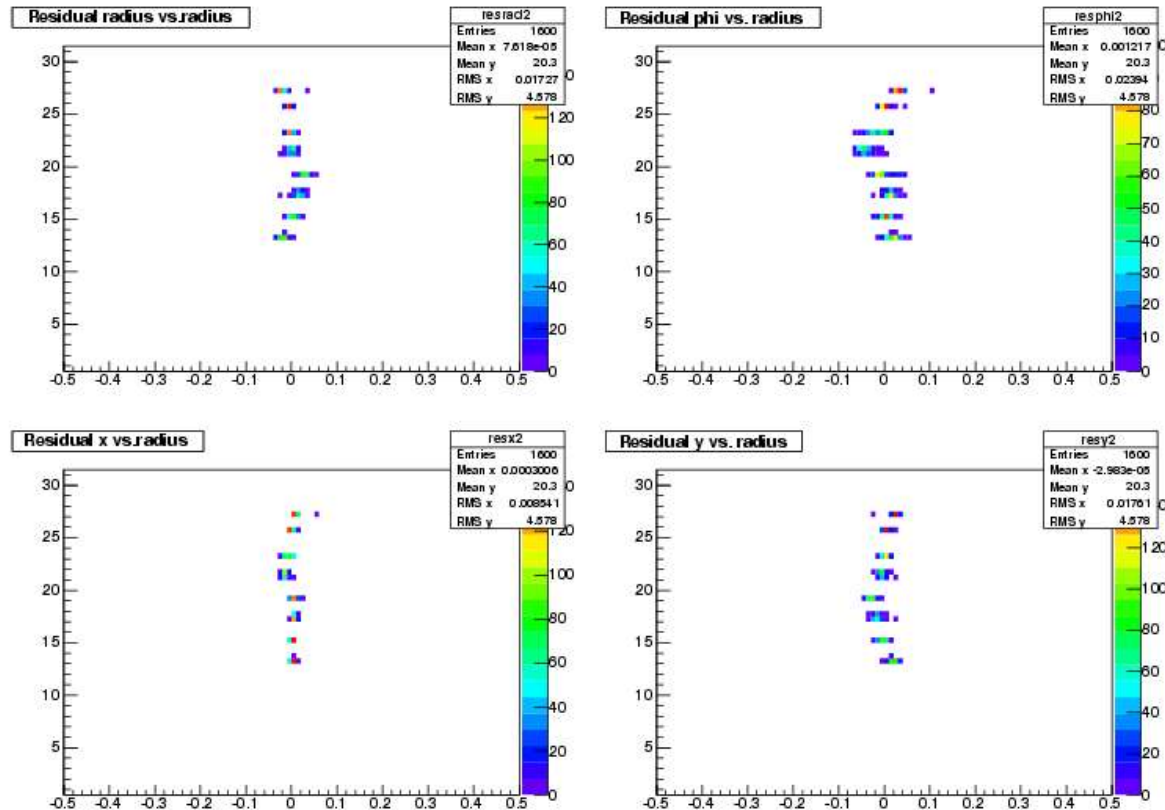 Residual radius vs.radius
resrad2
Entries 1600
Mean x 7.618e-05
Mean y 20.3
RMS x 0.01727
RMS y 4.578
30
25
20
15
10
5
-0.5 -0.4 -0.3 -0.2 -0.1 0 0.1 0.2 0.3 0.4 0.5
120
100
80
60
40
20
0
Residual phi vs. radius
resphi2
Entries 1600
Mean x 0.001217
Mean y 20.3
RMS x 0.02394
RMS y 4.578
30
25
20
15
10
5
-0.5 -0.4 -0.3 -0.2 -0.1 0 0.1 0.2 0.3 0.4 0.5
80
70
60
50
40
30
20
10
0
Residual x vs.radius
resx2
Entries 1600
Mean x 0.0003006
Mean y 20.3
RMS x 0.008541
RMS y 4.578
30
25
20
15
10
5
-0.5 -0.4 -0.3 -0.2 -0.1 0 0.1 0.2 0.3 0.4 0.5
120
100
80
60
40
20
0
Residual y vs. radius
resy2
Entries 1600
Mean x -2.983e-05
Mean y 20.3
RMS x 0.01761
RMS y 4.578
30
25
20
15
10
5
-0.5 -0.4 -0.3 -0.2 -0.1 0 0.1 0.2 0.3 0.4 0.5
120
100
80
60
40
20
0